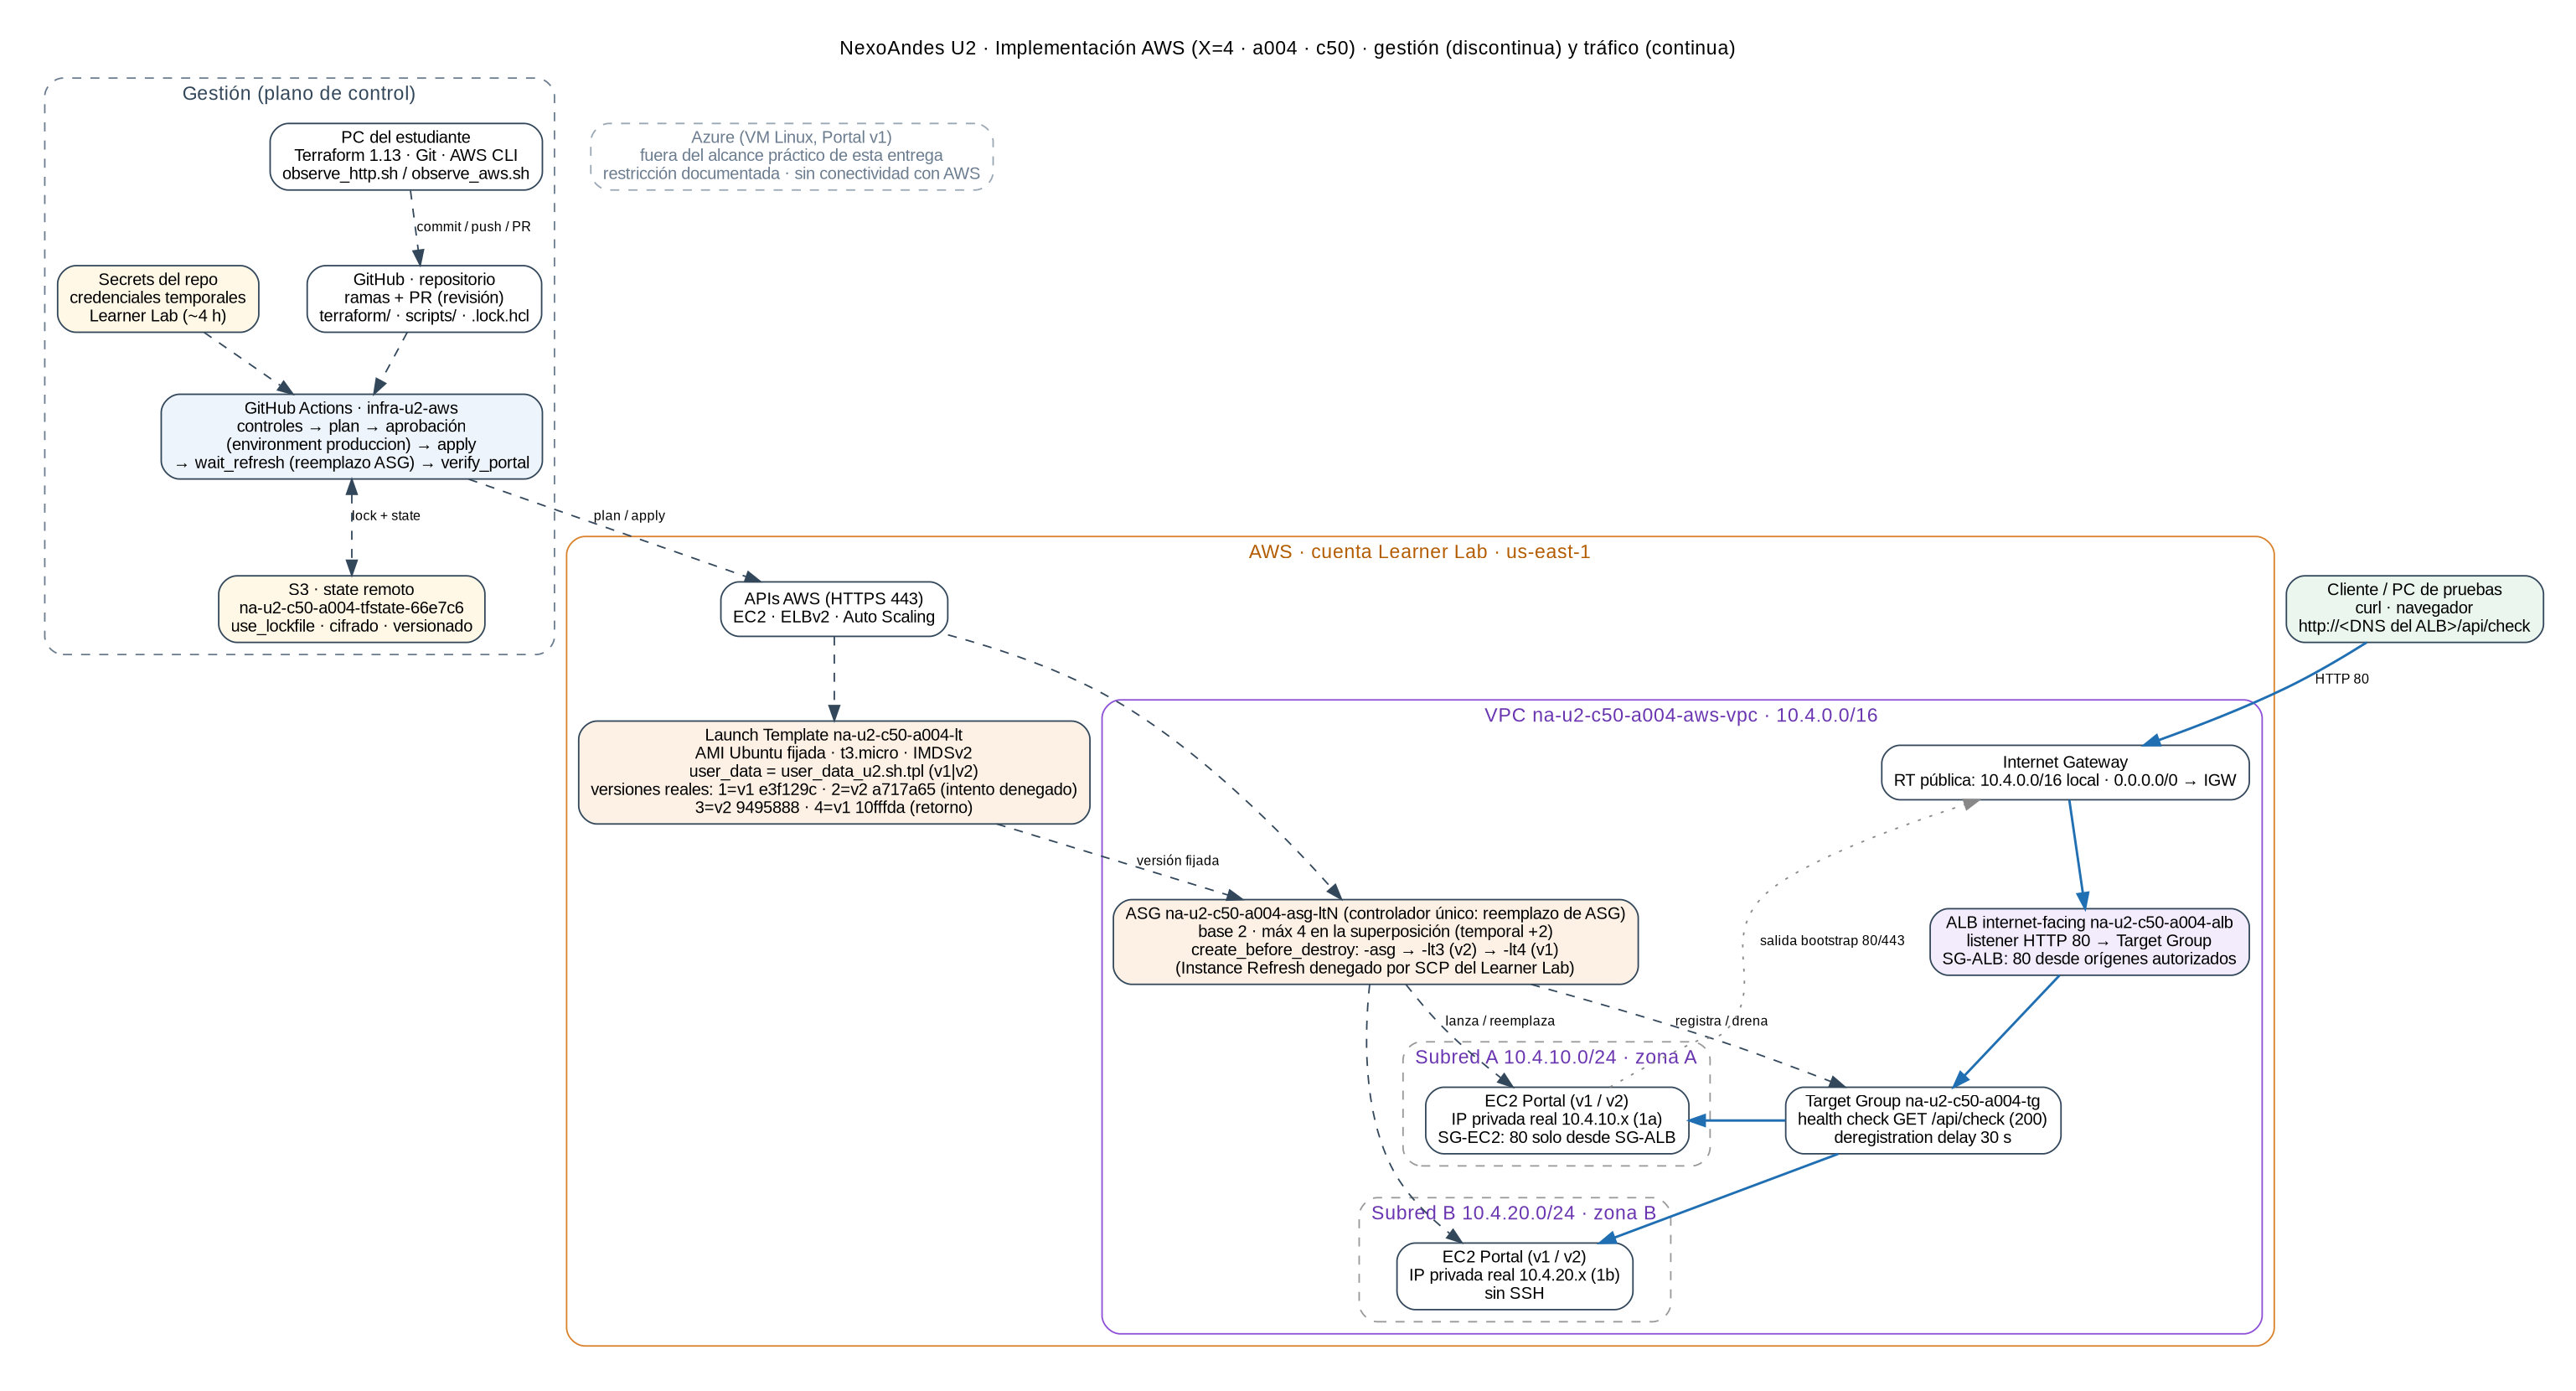 NexoAndes U2 · Implementación AWS (X=4 · a004 · c50) · gestión (discontinua) y tráfico (continua)
Gestión (plano de control)
PC del estudiante
Terraform 1.13 · Git · AWS CLI
observe_http.sh / observe_aws.sh
Azure (VM Linux, Portal v1)
fuera del alcance práctico de esta entrega
restricción documentada · sin conectividad con AWS
commit / push / PR
Secrets del repo
credenciales temporales
Learner Lab (~4 h)
GitHub · repositorio
ramas + PR (revisión)
terraform/ · scripts/ · .lock.hcl
GitHub Actions · infra-u2-aws
controles → plan → aprobación
(environment produccion) → apply
→ wait_refresh (reemplazo ASG) → verify_portal
lock + state
plan / apply
S3 · state remoto
na-u2-c50-a004-tfstate-66e7c6
use_lockfile · cifrado · versionado
AWS · cuenta Learner Lab · us-east-1
APIs AWS (HTTPS 443)
EC2 · ELBv2 · Auto Scaling
Cliente / PC de pruebas
curl · navegador
http://<DNS del ALB>/api/check
HTTP 80
Launch Template na-u2-c50-a004-lt
AMI Ubuntu fijada · t3.micro · IMDSv2
user_data = user_data_u2.sh.tpl (v1|v2)
versiones reales: 1=v1 e3f129c · 2=v2 a717a65 (intento denegado)
3=v2 9495888 · 4=v1 10fffda (retorno)
VPC na-u2-c50-a004-aws-vpc · 10.4.0.0/16
Internet Gateway
RT pública: 10.4.0.0/16 local · 0.0.0.0/0 → IGW
versión fijada
ASG na-u2-c50-a004-asg-ltN (controlador único: reemplazo de ASG)
base 2 · máx 4 en la superposición (temporal +2)
create_before_destroy: -asg → -lt3 (v2) → -lt4 (v1)
(Instance Refresh denegado por SCP del Learner Lab)
salida bootstrap 80/443
ALB internet-facing na-u2-c50-a004-alb
listener HTTP 80 → Target Group
SG-ALB: 80 desde orígenes autorizados
lanza / reemplaza
registra / drena
Subred A 10.4.10.0/24 · zona A
EC2 Portal (v1 / v2)
IP privada real 10.4.10.x (1a)
SG-EC2: 80 solo desde SG-ALB
Target Group na-u2-c50-a004-tg
health check GET /api/check (200)
deregistration delay 30 s
Subred B 10.4.20.0/24 · zona B
EC2 Portal (v1 / v2)
IP privada real 10.4.20.x (1b)
sin SSH